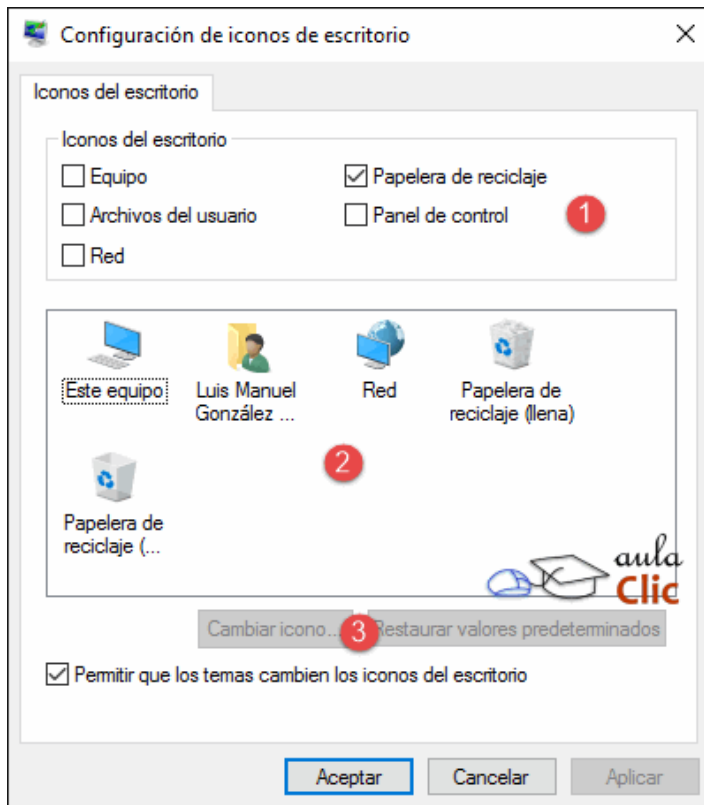 Configuración de iconos de escritorio
Iconos del escritorio
Iconos del escritorio
Equipo
Papelera de reciclaje
Archivos del usuario
Panel de control
1
Red
Este equipo
Luis Manuel
González ...
Red
Papelera de
reciclaje (llena)
2
Papelera de
reciclaje (...
aula
Clic
Cambiar icono...
3
Restaurar valores predeterminados
Permitir que los temas cambien los iconos del escritorio
Aceptar
Cancelar
Aplicar